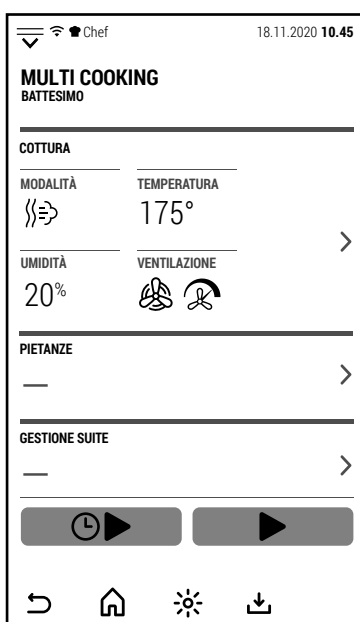 Chef 18.11.2020 10.45
MULTI COOKING
BATTESIMO
COTTURA
MODALITÀ TEMPERATURA
175°
UMIDITÀ VENTILAZIONE
20%
PIETANZE
—
GESTIONE SUITE
—